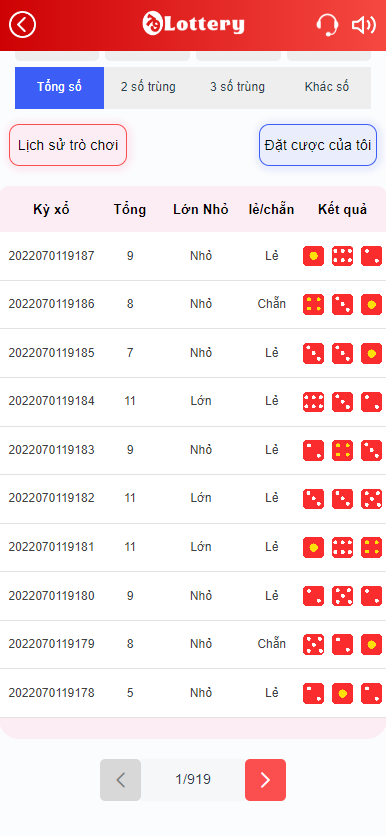 28 Lottery
Tổng số 2 số trùng 3 số trùng Khác số
Lịch sử trò chơi Đặt cược của tôi
Kỳ xổ Tổng Lớn Nhỏ lẻ/chẵn Kết quả
2022070119187 9 Nhỏ Lẻ
2022070119186 8 Nhỏ Chẵn
2022070119185 7 Nhỏ Lẻ
2022070119184 11 Lớn Lẻ
2022070119183 9 Nhỏ Lẻ
2022070119182 11 Lớn Lẻ
2022070119181 11 Lớn Lẻ
2022070119180 9 Nhỏ Lẻ
2022070119179 8 Nhỏ Chẵn
2022070119178 5 Nhỏ Lẻ
1/919